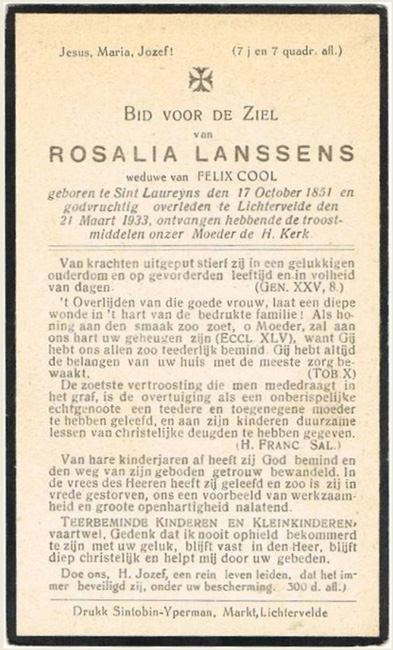 Jesus, Maria, Jozef! (7 j en 7 quadr. afl.)
BID VOOR DE ZIEL
van
ROSALIA LANSSENS
weduwe van FELIX COOL
geboren te Sint Laureyns den 17 October 1851 en
godvruchtig overleden te Lichtervelde den
21 Maart 1933, ontvangen hebbende de troost-
middelen onzer Moeder de H. Kerk.
Van krachten uitgeput stierf zij in een gelukkigen
ouderdom en op gevorderden leeftijd en in volheid
van dagen. (GEN. XXV, 8.)
't Overlijden van die goede vrouw, laat een diepe
wonde in 't hart van de bedrukte familie! Als ho-
ning aan den smaak zoo zoet, o Moeder, zal aan
ons hart uw geheugen zijn (ECCL. XLV), want Gij
hebt ons allen zoo teederlijk bemind. Gij hebt altijd
de belangen van uw huis met de meeste zorg be-
waakt. (TOB X)
De zoetste vertroosting die men mededraagt in
het graf, is de overtuiging als een onberispelijke
echtgenoote een teedere en toegenegene moeder
te hebben geleefd, en aan zijn kinderen duurzame
lessen van christelijke deugden te hebben gegeven.
(H. FRANC. SAL.)
Van hare kinderjaren af heeft zij God bemind en
den weg van zijn geboden getrouw bewandeld. In
de vrees des Heeren heeft zij geleefd en zoo is zij in
vrede gestorven, ons een voorbeeld van werkzaam-
heid en groote openhartigheid nalatend.
TEERBEMINDE KINDEREN EN KLEINKINDEREN,
vaartwel, Gedenk dat ik nooit ophield bekommerd
te zijn met uw geluk, blijft vast in den Heer, blijft
diep christelijk en helpt mij door uw gebeden.
Doe ons, H. Jozef, een rein leven leiden, dat het im-
mer beveiligd zij, onder uw bescherming. 300 d. afl.)
Drukk Sintobin-Yperman, Markt, Lichtervelde